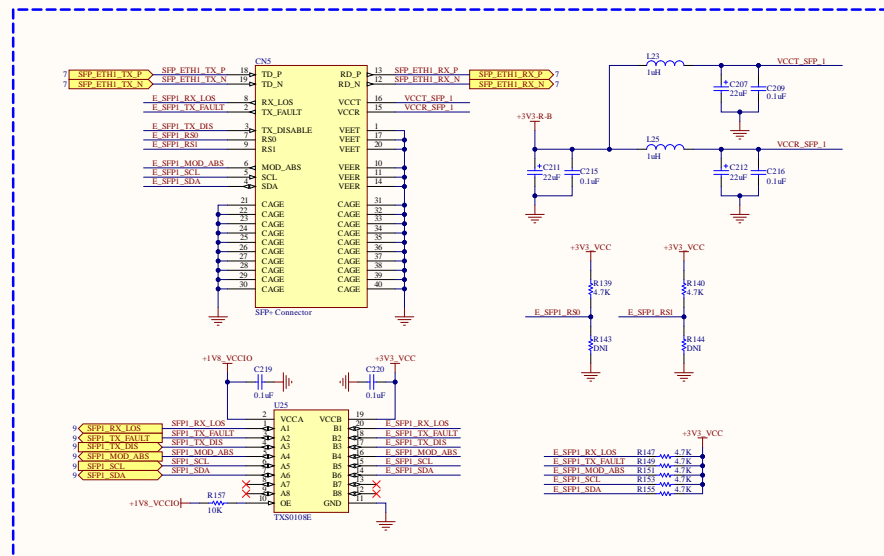 CN5
7 SFP_ETH1_TX_P SFP_ETH1_TX_P 18 TD_P RD_P 13 SFP_ETH1_RX_P SFP_ETH1_RX_P 7
7 SFP_ETH1_TX_N SFP_ETH1_TX_N 19 TD_N RD_N 12 SFP_ETH1_RX_N SFP_ETH1_RX_N 7
E_SFP1_RX_LOS 8 RX_LOS VCCT 16 VCCT_SFP_1
E_SFP1_TX_FAULT 2 TX_FAULT VCCR 15 VCCR_SFP_1
E_SFP1_TX_DIS 3 TX_DISABLE VEET 1
E_SFP1_RS0 7 RS0 VEET 17
E_SFP1_RS1 9 RS1 VEET 20
E_SFP1_MOD_ABS 6 MOD_ABS VEER 10
E_SFP1_SCL 5 SCL VEER 11
E_SFP1_SDA 4 SDA VEER 14
21 CAGE CAGE 31
22 CAGE CAGE 32
23 CAGE CAGE 33
24 CAGE CAGE 34
25 CAGE CAGE 35
26 CAGE CAGE 36
27 CAGE CAGE 37
28 CAGE CAGE 38
29 CAGE CAGE 39
30 CAGE CAGE 40
SFP+ Connector
L23
1uH
VCCT_SFP_1
C207
22uF
C209
0.1uF
+3V3-R-B
L25
1uH
VCCR_SFP_1
C211
22uF
C215
0.1uF
C212
22uF
C216
0.1uF
+3V3_VCC
+3V3_VCC
R139
4.7K
R140
4.7K
E_SFP1_RS0
E_SFP1_RS1
R143
DNI
R144
DNI
+1V8_VCCIO
+3V3_VCC
C219
0.1uF
C220
0.1uF
U25
2 VCCA VCCB 19
9 SFP1_RX_LOS SFP1_RX_LOS 1 A1 B1 20 E_SFP1_RX_LOS
9 SFP1_TX_FAULT SFP1_TX_FAULT 3 A2 B2 18 E_SFP1_TX_FAULT
9 SFP1_TX_DIS SFP1_TX_DIS 4 A3 B3 17 E_SFP1_TX_DIS
9 SFP1_MOD_ABS SFP1_MOD_ABS 5 A4 B4 16 E_SFP1_MOD_ABS
9 SFP1_SCL SFP1_SCL 6 A5 B5 15 E_SFP1_SCL
9 SFP1_SDA SFP1_SDA 7 A6 B6 14 E_SFP1_SDA
8 A7 B7 13
9 A8 B8 12
+1V8_VCCIO R157 10 OE GND 11
10K
TXS0108E
+3V3_VCC
E_SFP1_RX_LOS R147 4.7K
E_SFP1_TX_FAULT R149 4.7K
E_SFP1_MOD_ABS R151 4.7K
E_SFP1_SCL R153 4.7K
E_SFP1_SDA R155 4.7K